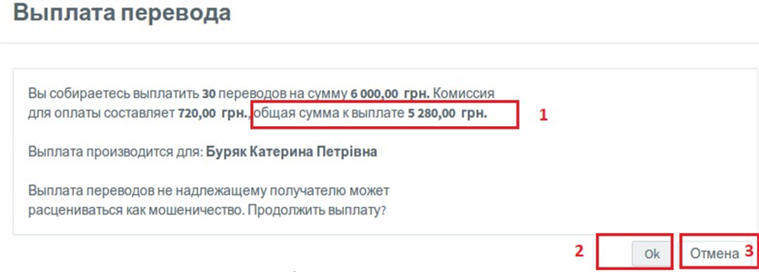 Выплата перевода
Вы собираетесь выплатить 30 переводов на сумму 6 000,00 грн. Комиссия
для оплаты составляет 720,00 грн., общая сумма к выплате 5 280,00 грн. 1
Выплата производится для: Буряк Катерина Петрівна
Выплата переводов не надлежащему получателю может
расцениваться как мошеничество. Продолжить выплату?
2 Ok Отмена 3